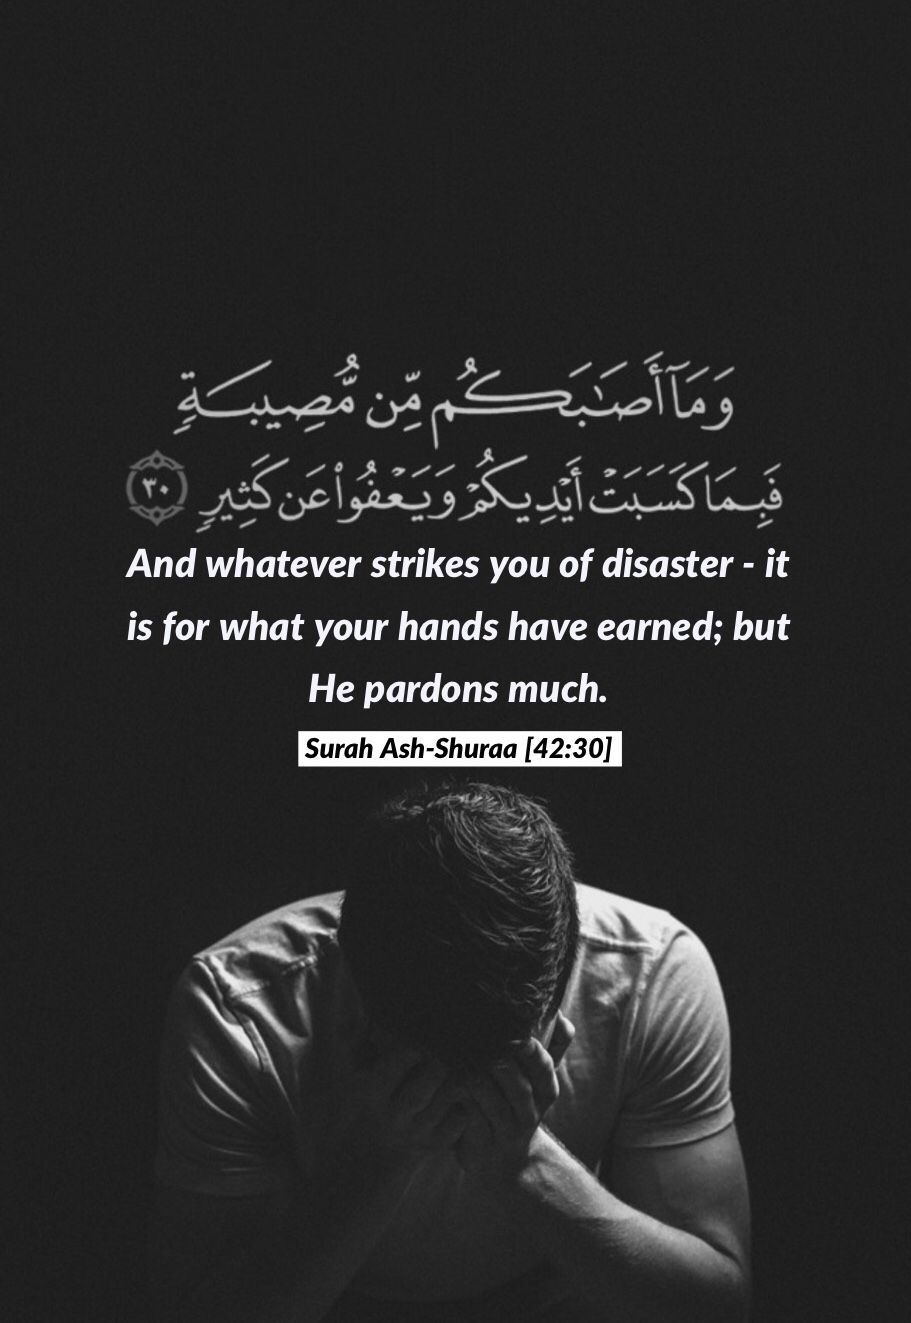 وَمَآ أَصَـٰبَكُم مِّن مُّصِيبَةٍ
فَبِمَا كَسَبَتْ أَيْدِيكُمْ وَيَعْفُوا۟ عَن كَثِيرٍ ٣٠
And whatever strikes you of disaster - it
is for what your hands have earned; but
He pardons much.
Surah Ash-Shuraa [42:30]